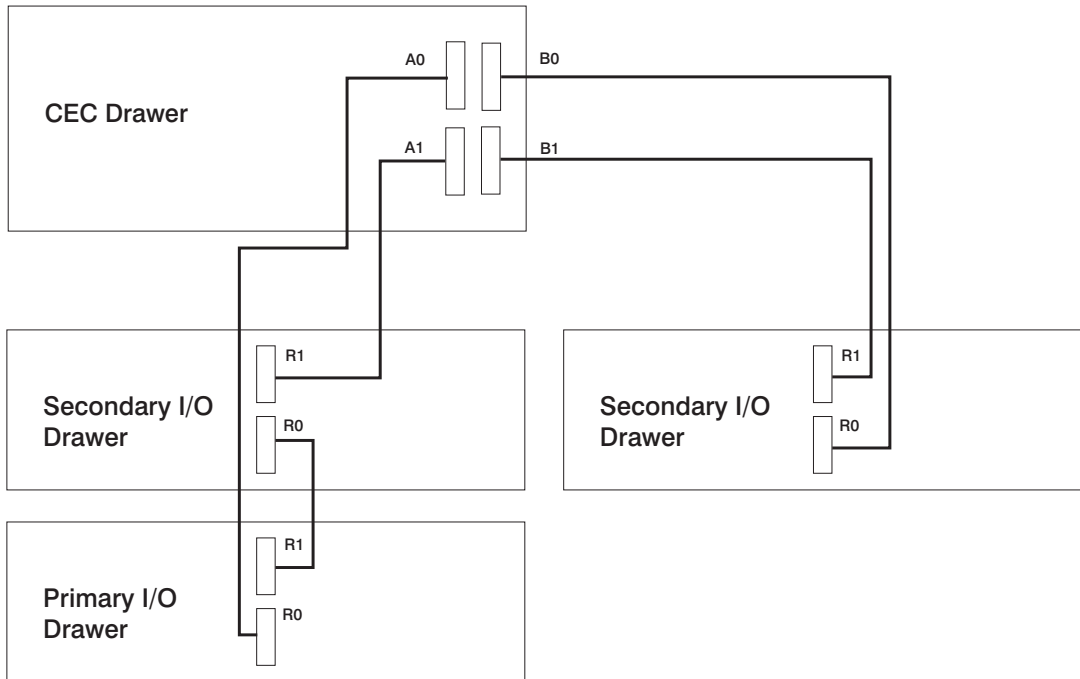 A0
B0
CEC Drawer
A1
B1
R1
Secondary I/O
Drawer
R0
R1
Secondary I/O
Drawer
R0
R1
Primary I/O
Drawer
R0